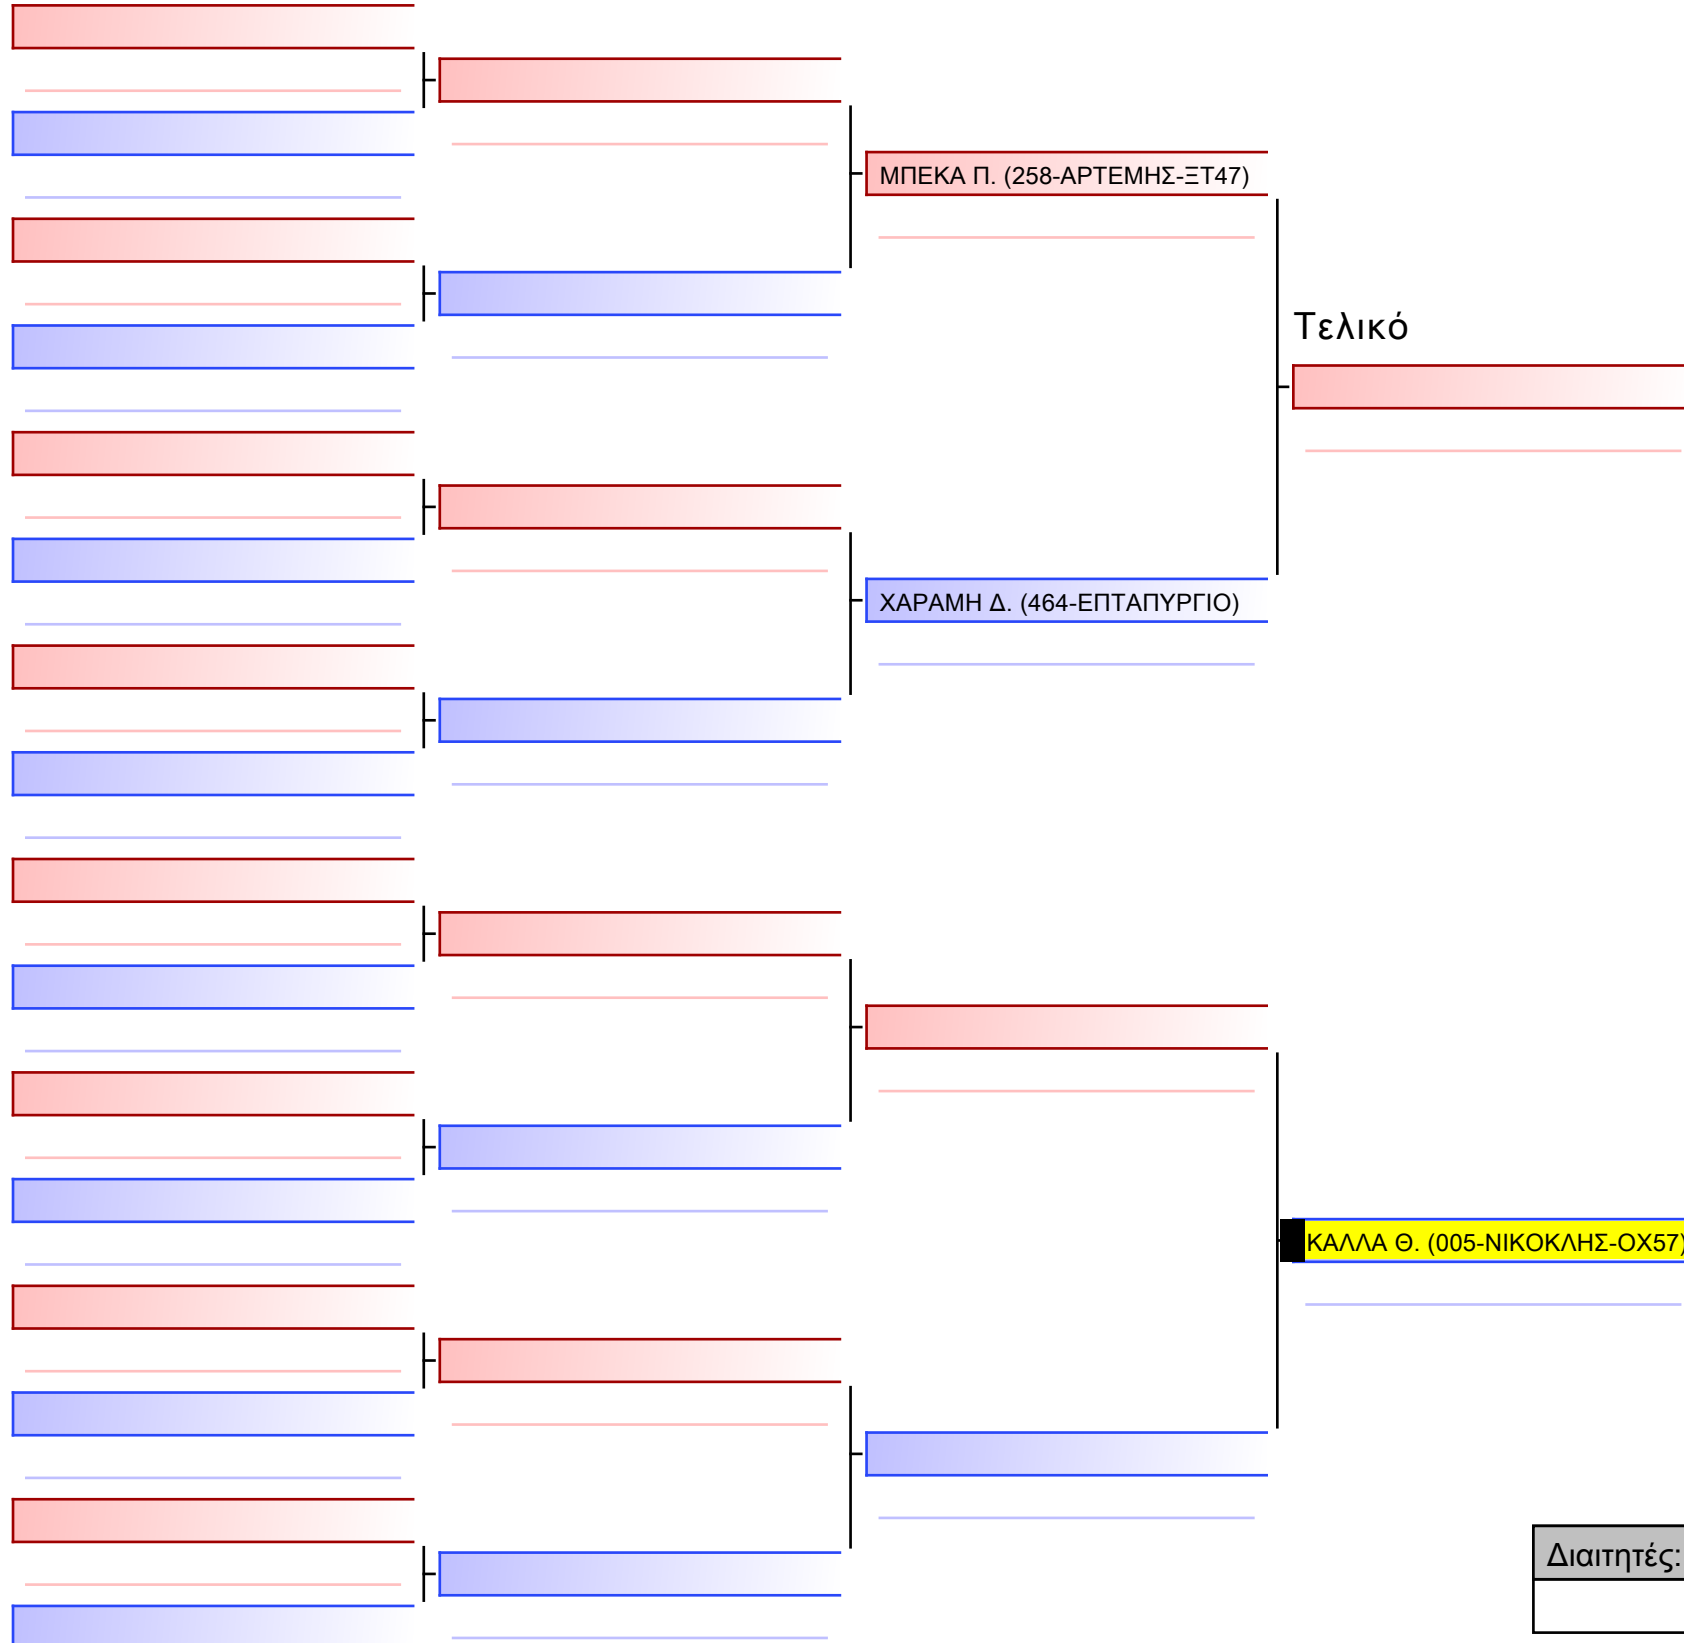 ΜΠΕΚΑ Π. (258-ΑΡΤΕΜΗΣ-ΞΤ47)
Τελικό
ΧΑΡΑΜΗ Δ. (464-ΕΠΤΑΠΥΡΓΙΟ)
ΚΑΛΛΑ Θ. (005-ΝΙΚΟΚΛΗΣ-ΟΧ57)
Διαιτητές: